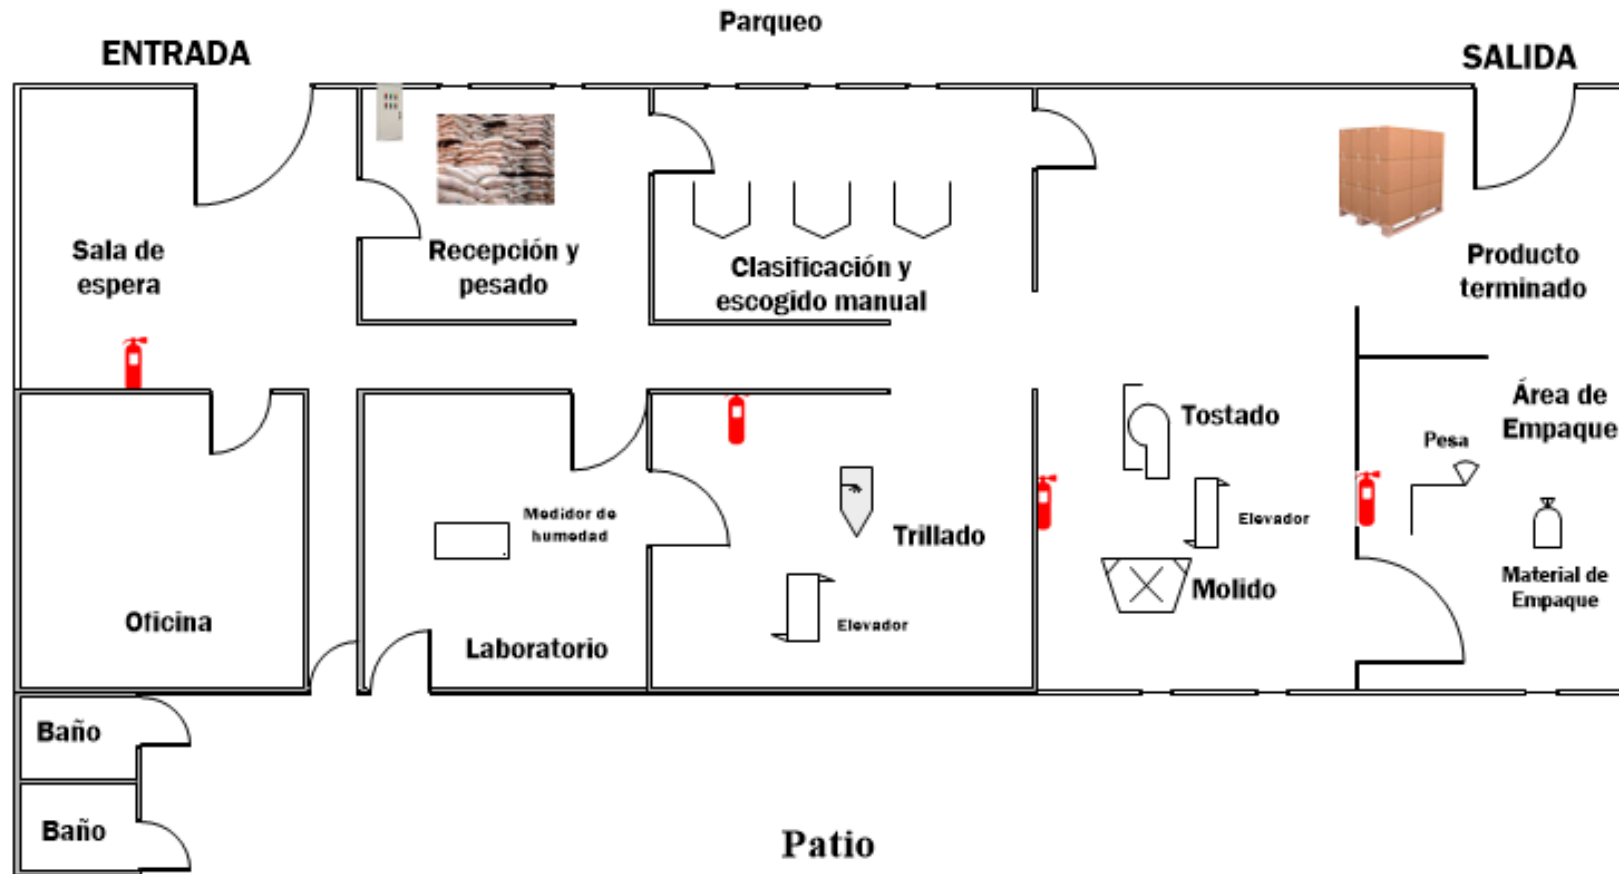 Parqueo
ENTRADA
SALIDA
Sala de
espera
Recepción y
pesado
Clasificación y
escogido manual
Producto
terminado
Tostado
Área de
Empaque
Pesa
Medidor de
humedad
Trillado
Elevador
Molido
Material de
Empaque
Oficina
Laboratorio
Elevador
Baño
Baño
Patio